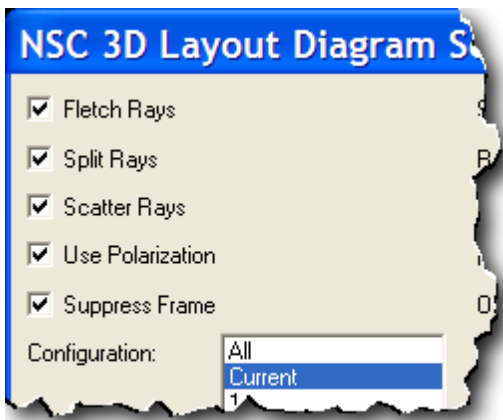 NSC 3D Layout Diagram
Fletch Rays
Split Rays
Scatter Rays
Use Polarization
Suppress Frame
Configuration:
All
Current
1